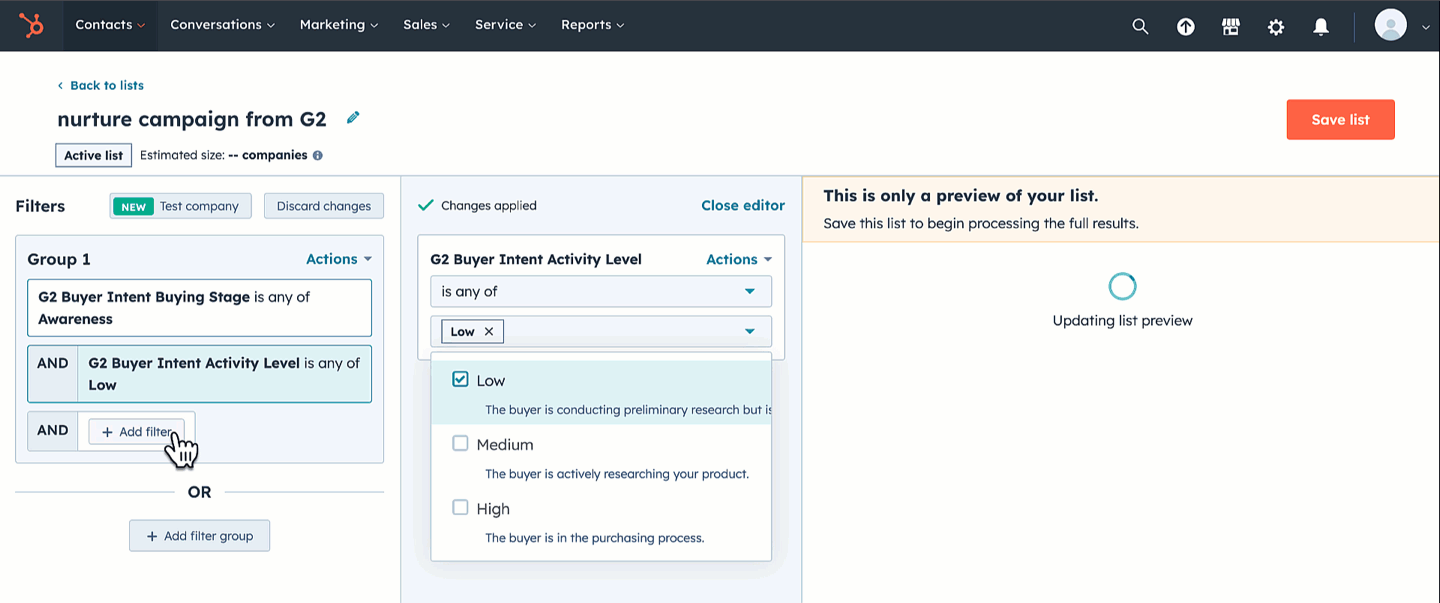 Contacts
Conversations
Marketing
Sales
Service
Reports
Back to lists
nurture campaign from G2
Save list
Active list
Estimated size: -- companies
Filters
NEW Test company
Discard changes
Group 1
Actions
G2 Buyer Intent Buying Stage is any of
Awareness
AND
G2 Buyer Intent Activity Level is any of
Low
AND
+ Add filter
OR
+ Add filter group
Changes applied
Close editor
G2 Buyer Intent Activity Level
Actions
is any of
Low ×
Low
The buyer is conducting preliminary research but is
Medium
The buyer is actively researching your product.
High
The buyer is in the purchasing process.
This is only a preview of your list.
Save this list to begin processing the full results.
Updating list preview